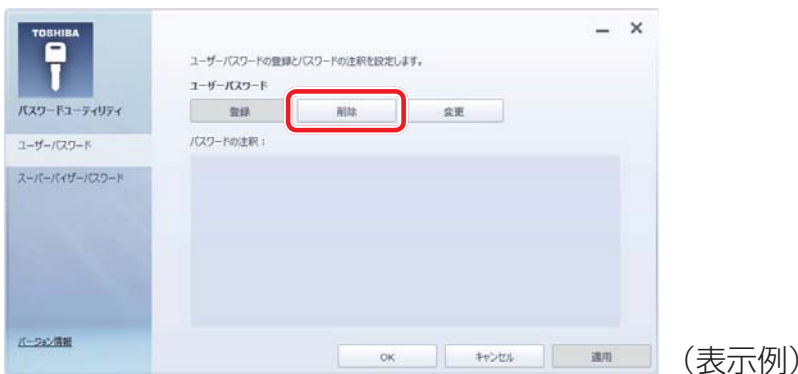 TOSHIBA
パスワードユーティリティ
ユーザーパスワード
スーパーバイザーパスワード
バージョン情報
ユーザーパスワードの登録とパスワードの注釈を設定します。
ユーザーパスワード
登録 削除 変更
パスワードの注釈：
OK キャンセル 適用
（表示例）